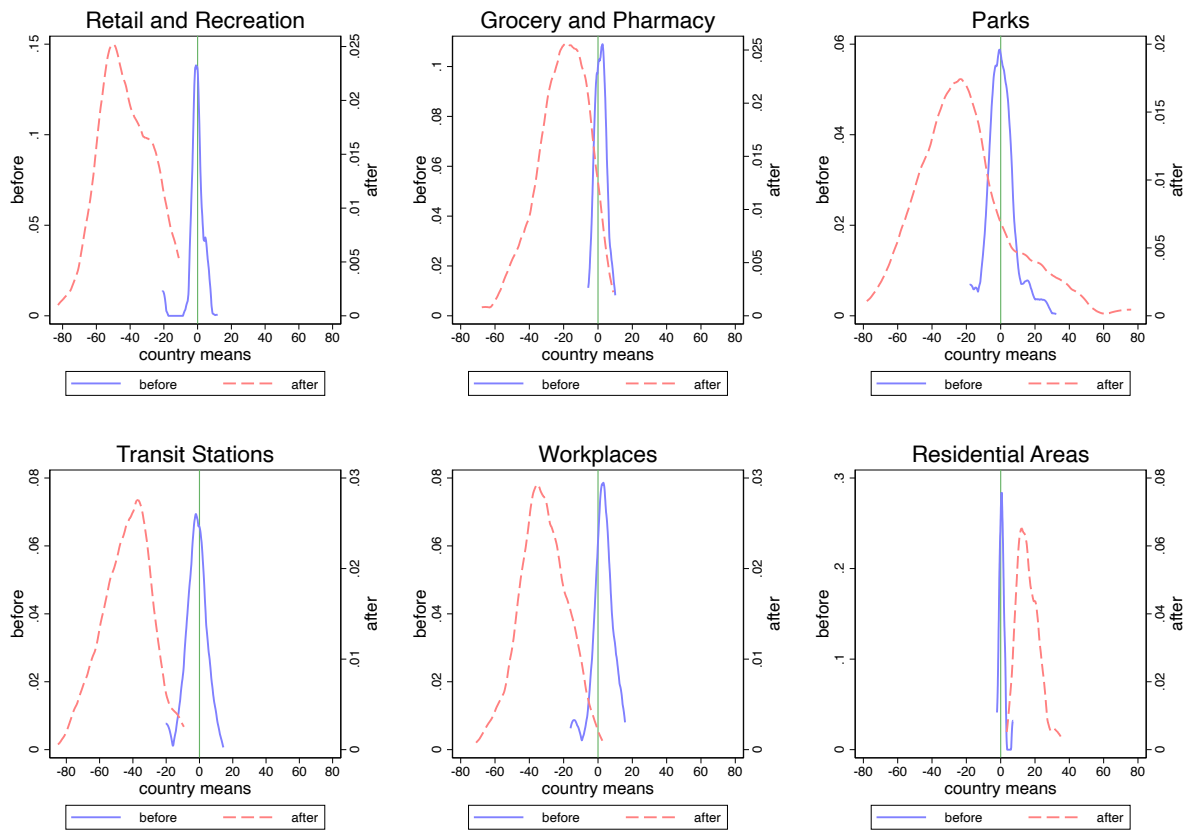 Retail and Recreation
.15
.1
.05
0
before
.025
.02
.015
.01
.005
0
after
-80 -60 -40 -20 0 20 40 60 80
country means
before after
Grocery and Pharmacy
.1
.08
.06
.04
.02
0
before
.025
.02
.015
.01
.005
0
after
-80 -60 -40 -20 0 20 40 60 80
country means
before after
Parks
.06
.04
.02
0
before
.02
.015
.01
.005
0
after
-80 -60 -40 -20 0 20 40 60 80
country means
before after
Transit Stations
.08
.06
.04
.02
0
before
.03
.02
.01
0
after
-80 -60 -40 -20 0 20 40 60 80
country means
before after
Workplaces
.08
.06
.04
.02
0
before
.03
.02
.01
0
after
-80 -60 -40 -20 0 20 40 60 80
country means
before after
Residential Areas
.3
.2
.1
0
before
.08
.06
.04
.02
0
after
-80 -60 -40 -20 0 20 40 60 80
country means
before after